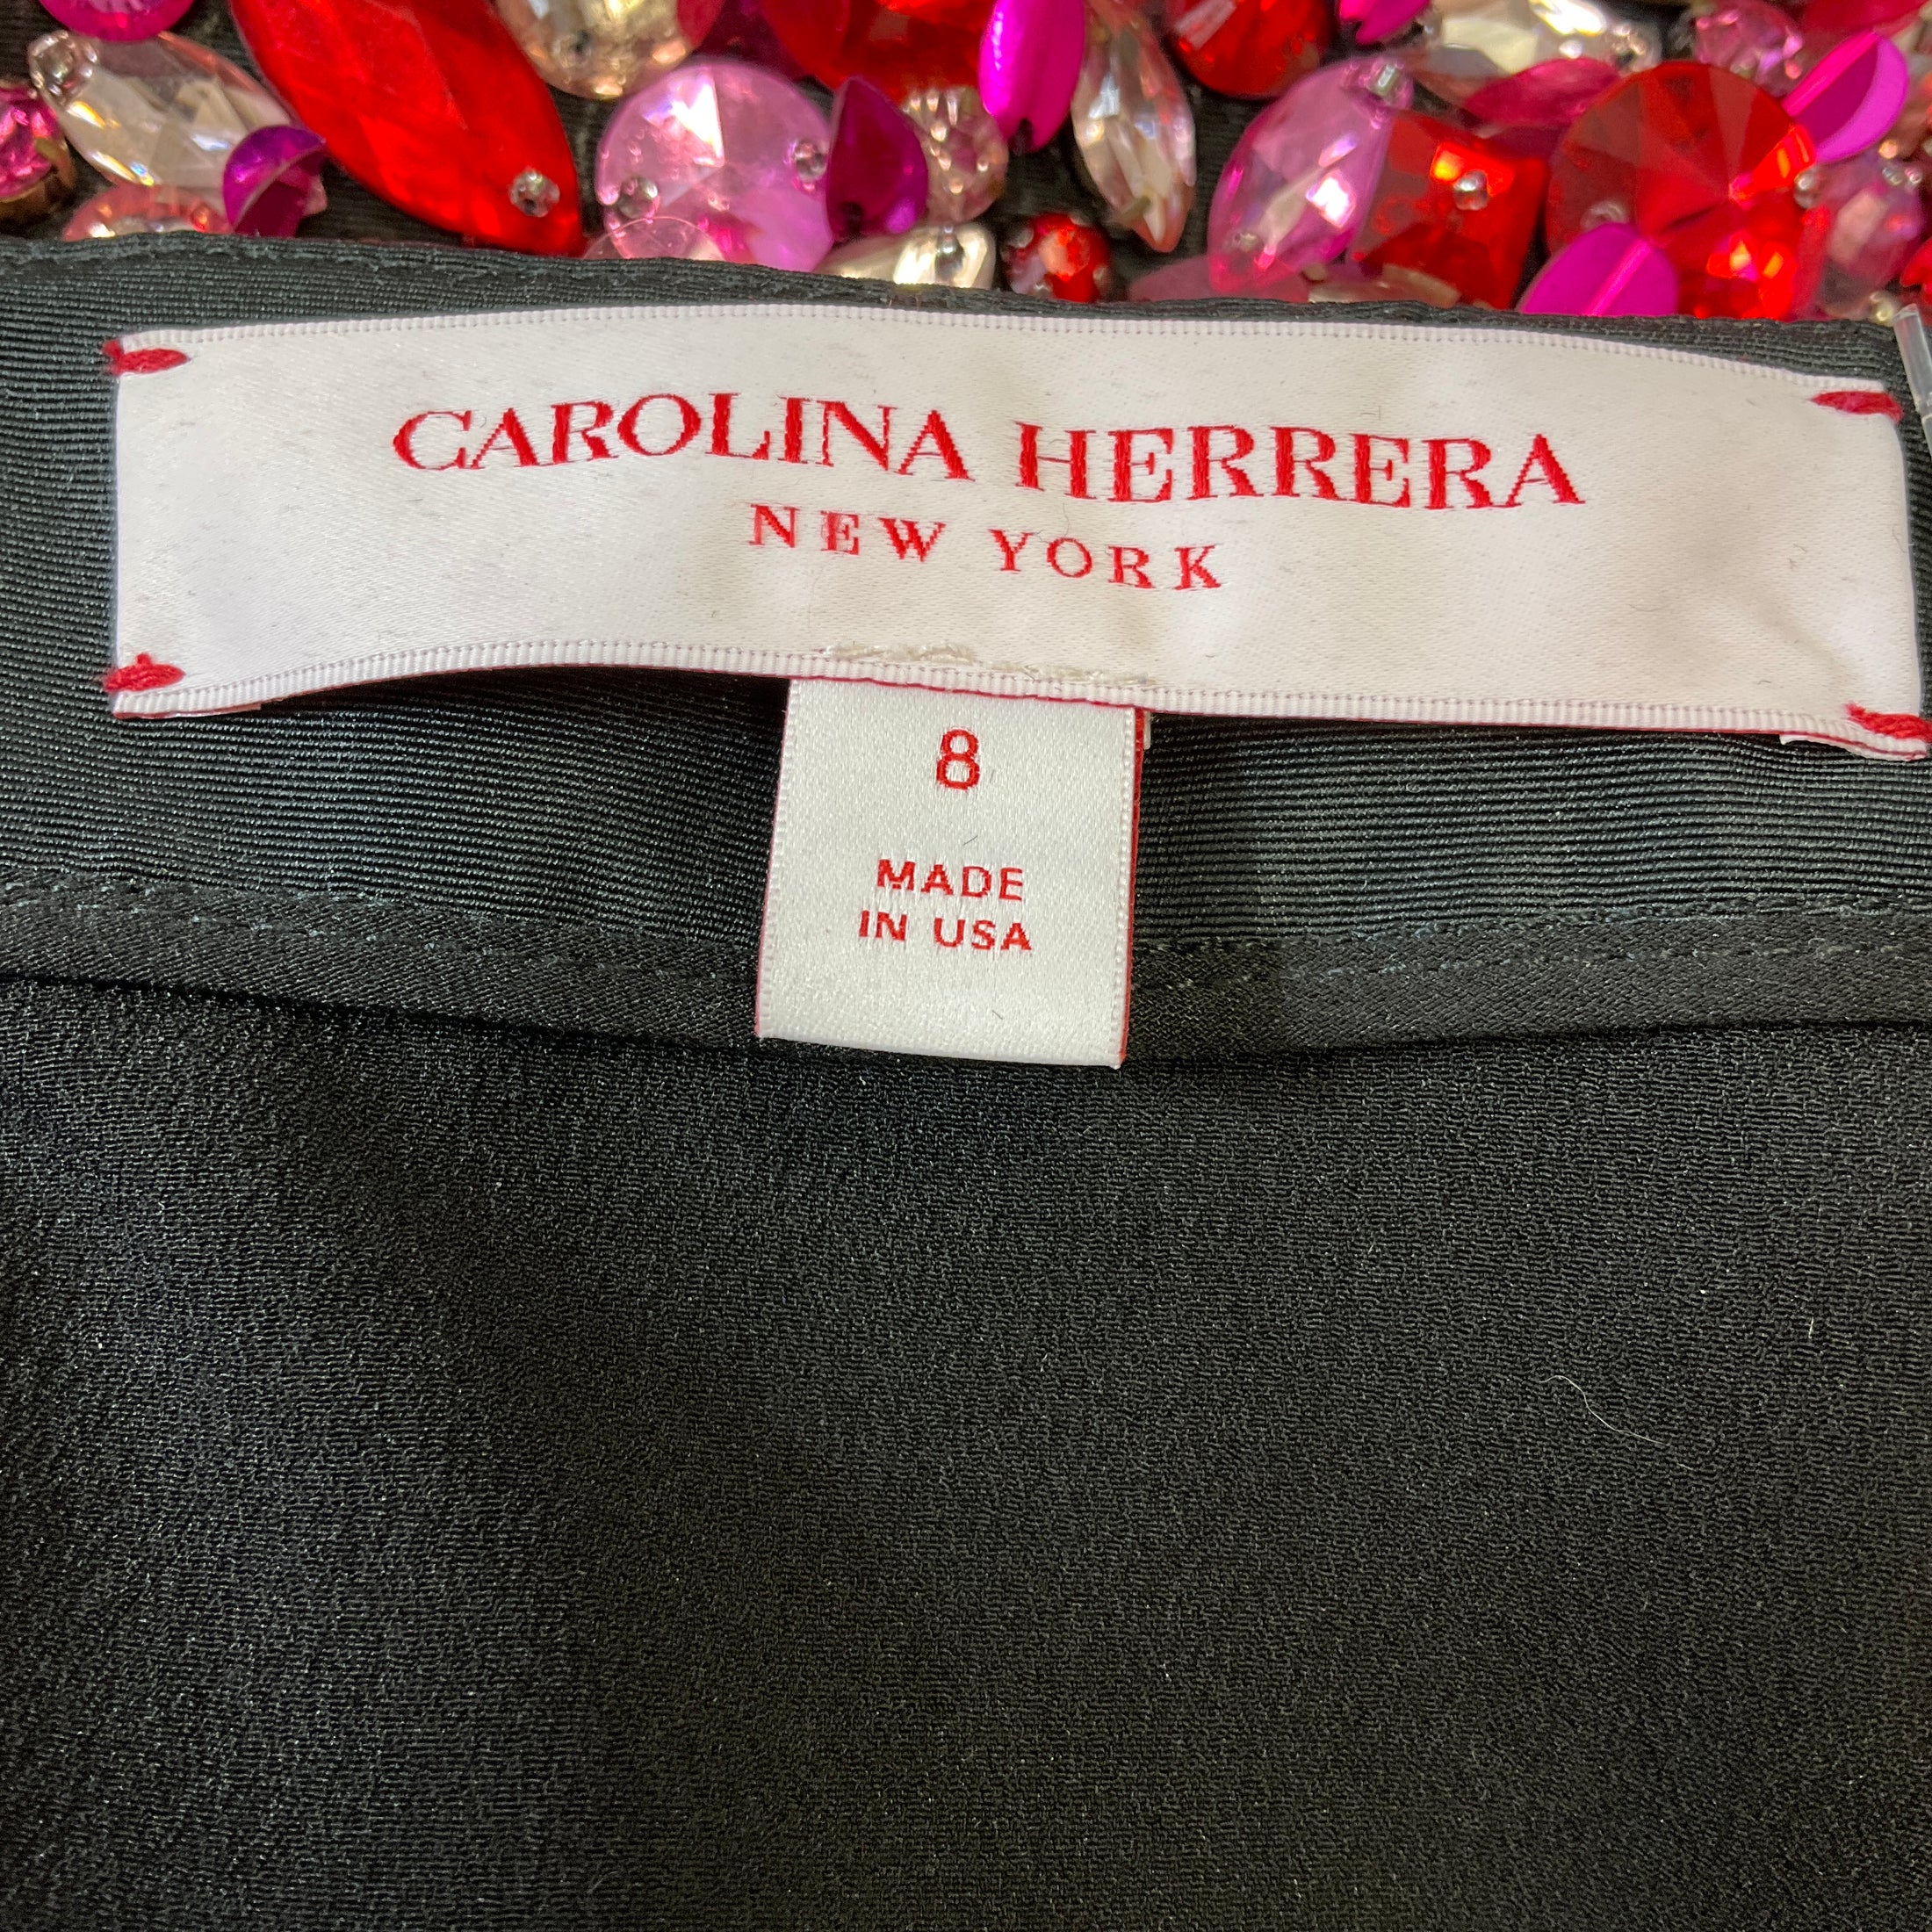 CAROLINA HERRERA
NEW YORK
8
MADE
IN USA